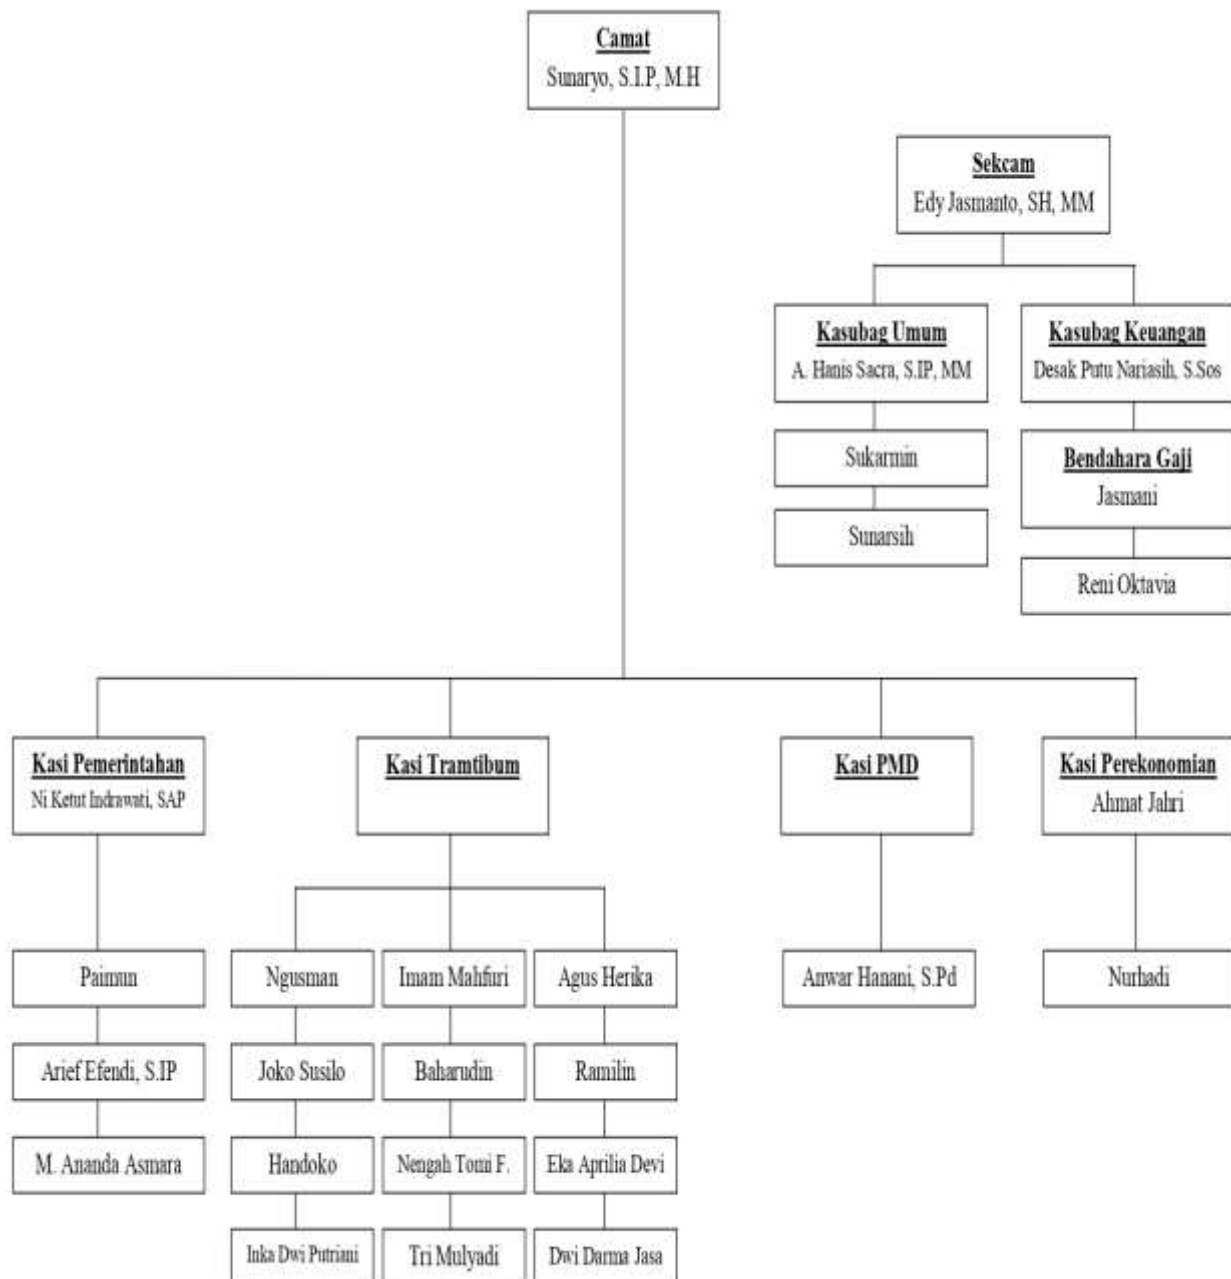 Camat
Sunaryo, S.I.P, M.H
Sekcam
Edy Jasmanto, SH, MM
Kasubag Umum
A. Hanis Sacra, S.IP, MM
Kasubag Keuangan
Desak Putu Nariasih, S.Sos
Sukarmin
Bendahara Gaji
Jasmani
Sunarsih
Reni Oktavia
Kasi Pemerintahan
Ni Ketut Indrawati, SAP
Kasi Tramtibum
Kasi PMD
Kasi Perekonomian
Ahmat Jahri
Paimun
Ngusman
Imam Mahfuri
Agus Herika
Anwar Hanani, S.Pd
Nurhadi
Arief Efendi, S.IP
Joko Susilo
Baharudin
Ramilin
M. Ananda Asmara
Handoko
Nengah Tomi F.
Eka Aprilia Devi
Inka Dwi Putriani
Tri Mulyadi
Dwi Darma Jasa